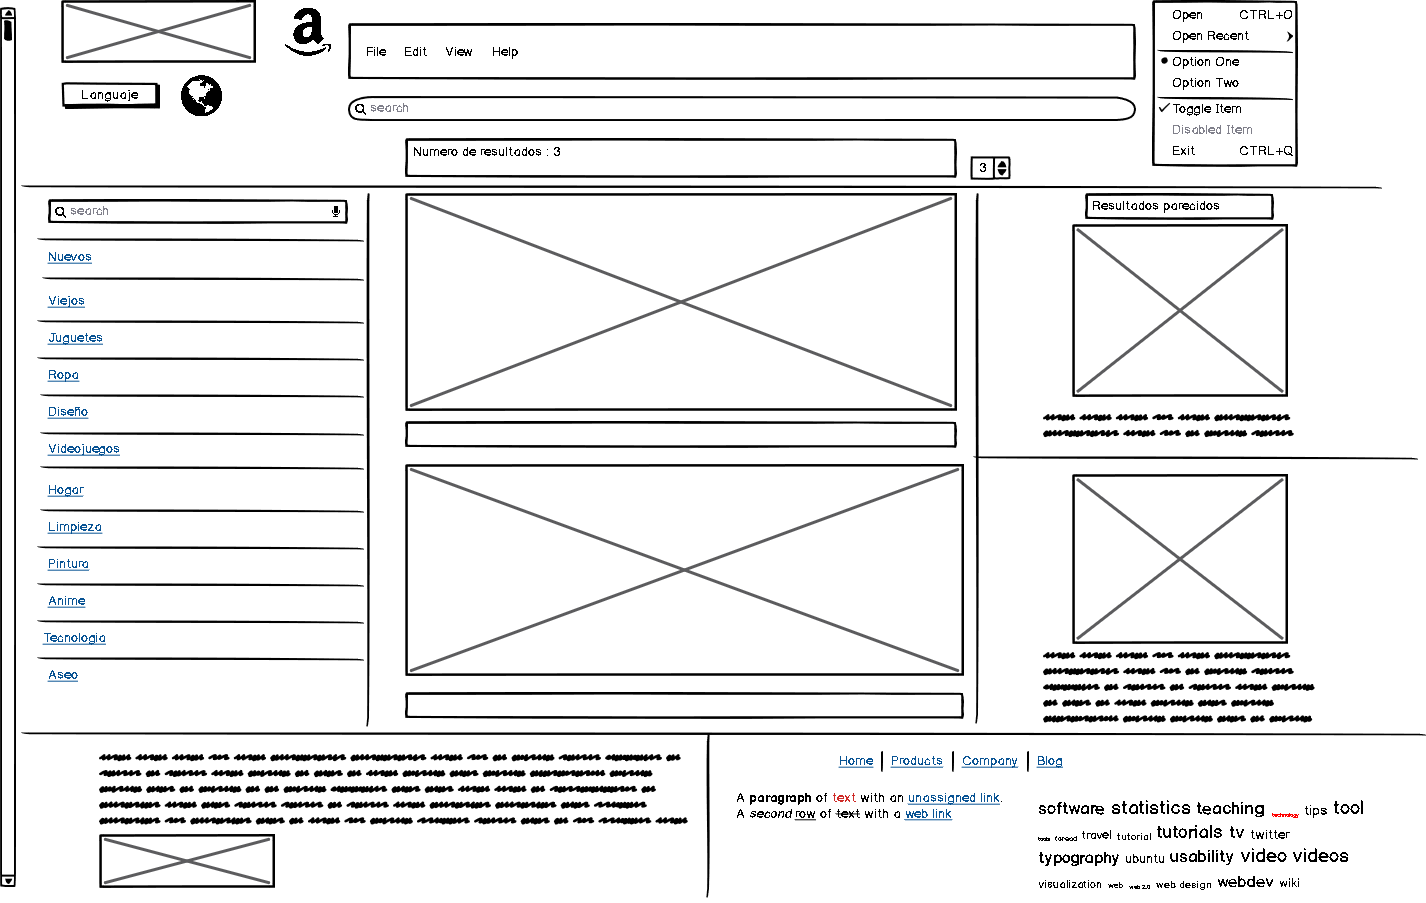 a
File Edit View Help
Open CTRL+O
Open Recent
Option One
Option Two
Toggle Item
Disabled Item
Exit CTRL+Q
Languaje
search
Numero de resultados : 3
3
search
Nuevos
Viejos
Juguetes
Ropa
Diseño
Videojuegos
Hogar
Limpieza
Pintura
Anime
Tecnologia
Aseo
Resultados parecidos
Home Products Company Blog
A paragraph of text with an unassigned link.
A second row of text with a web link
software statistics teaching technology tips tool
tools toread travel tutorial tutorials tv twitter
typography ubuntu usability video videos
visualization web web2.0 web design webdev wiki